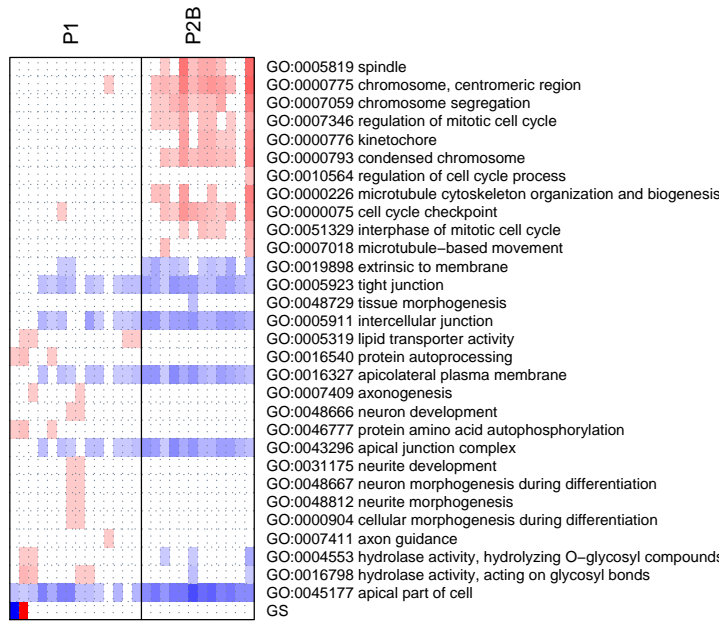 P1
P2B
GO:0005819 spindle
GO:0000775 chromosome, centromeric region
GO:0007059 chromosome segregation
GO:0007346 regulation of mitotic cell cycle
GO:0000776 kinetochore
GO:0000793 condensed chromosome
GO:0010564 regulation of cell cycle process
GO:0000226 microtubule cytoskeleton organization and biogenesis
GO:0000075 cell cycle checkpoint
GO:0051329 interphase of mitotic cell cycle
GO:0007018 microtubule−based movement
GO:0019898 extrinsic to membrane
GO:0005923 tight junction
GO:0048729 tissue morphogenesis
GO:0005911 intercellular junction
GO:0005319 lipid transporter activity
GO:0016540 protein autoprocessing
GO:0016327 apicolateral plasma membrane
GO:0007409 axonogenesis
GO:0048666 neuron development
GO:0046777 protein amino acid autophosphorylation
GO:0043296 apical junction complex
GO:0031175 neurite development
GO:0048667 neuron morphogenesis during differentiation
GO:0048812 neurite morphogenesis
GO:0000904 cellular morphogenesis during differentiation
GO:0007411 axon guidance
GO:0004553 hydrolase activity, hydrolyzing O−glycosyl compounds
GO:0016798 hydrolase activity, acting on glycosyl bonds
GO:0045177 apical part of cell
GS